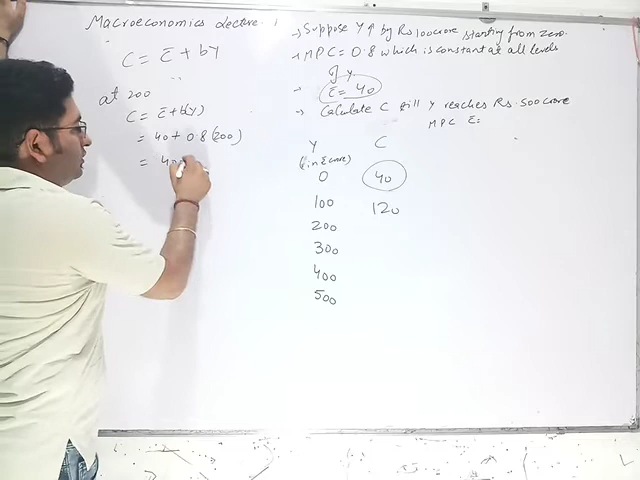 Macroeconomics Lecture 1
C = C̅ + bY
at 200
C = C̅ + b(Y)
= 40 + 0.8(200)
= 40
→ Suppose Y↑ by Rs 100 crore starting from zero.
→ MPC = 0.8 which is constant at all levels
of Y.
→ C̅ = 40
→ Calculate C till Y reaches Rs. 500 crore
MPC C̅ =
Y C
(in ₹ crore)
0 40
100 120
200
300
400
500